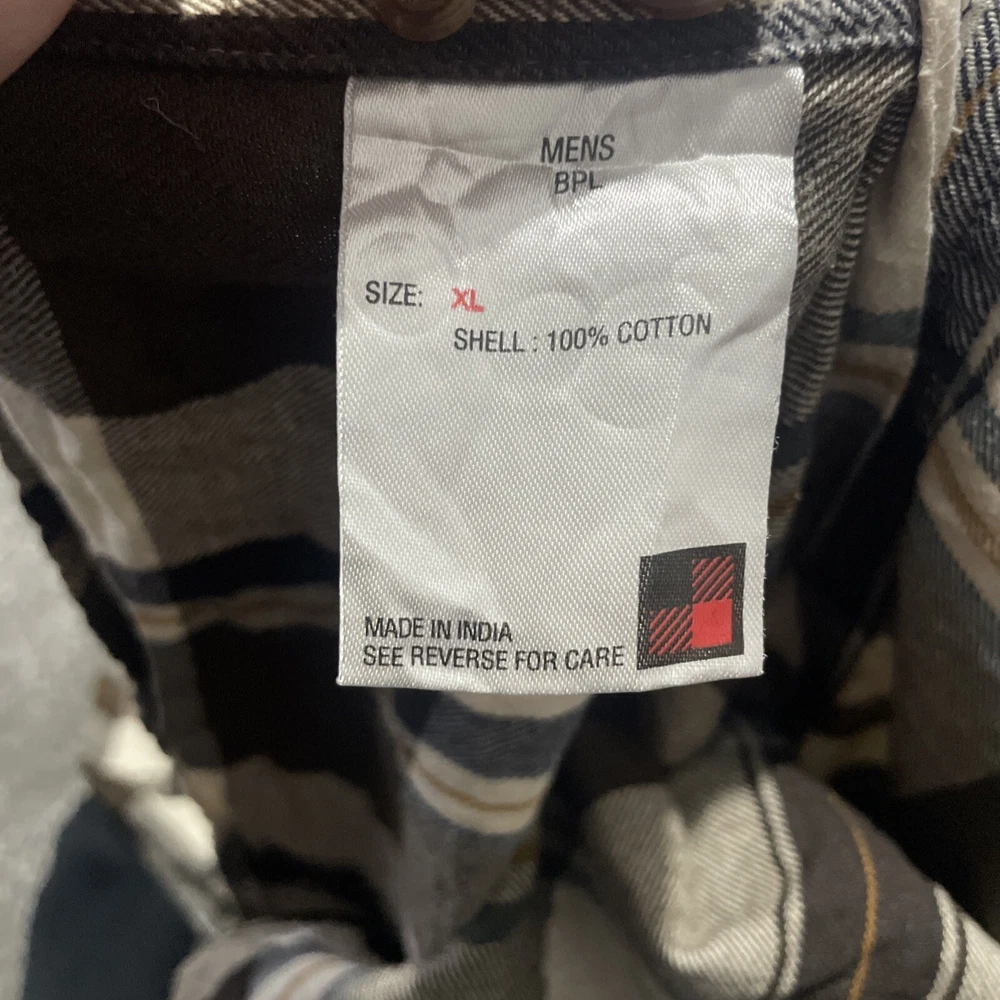 MENS
BPL
SIZE: XL
SHELL : 100% COTTON
MADE IN INDIA
SEE REVERSE FOR CARE